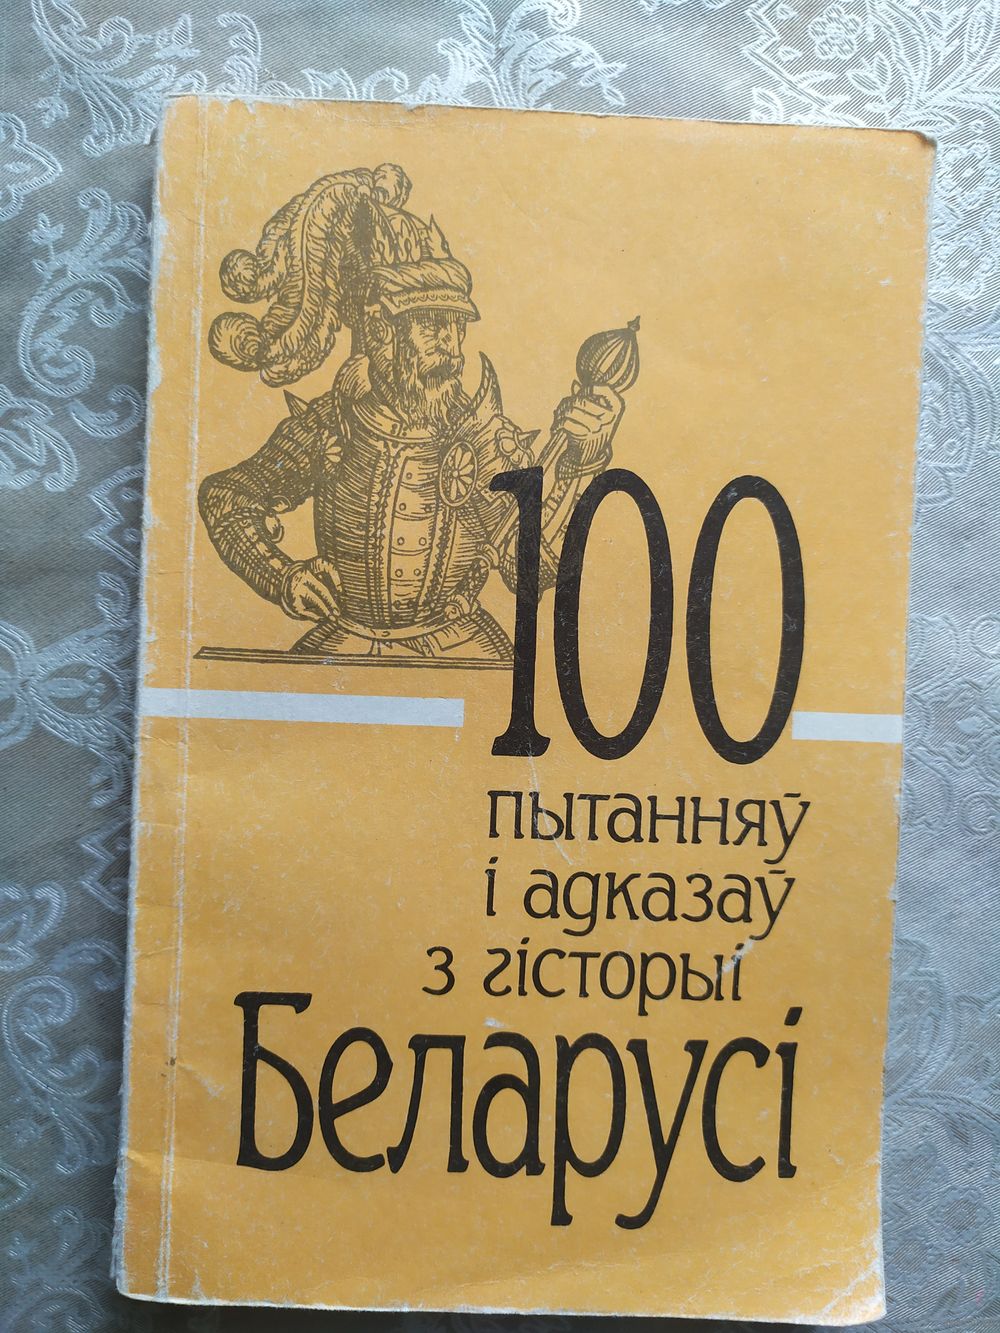 100
пытанняў
і адказаў
з гісторыі
Беларусі